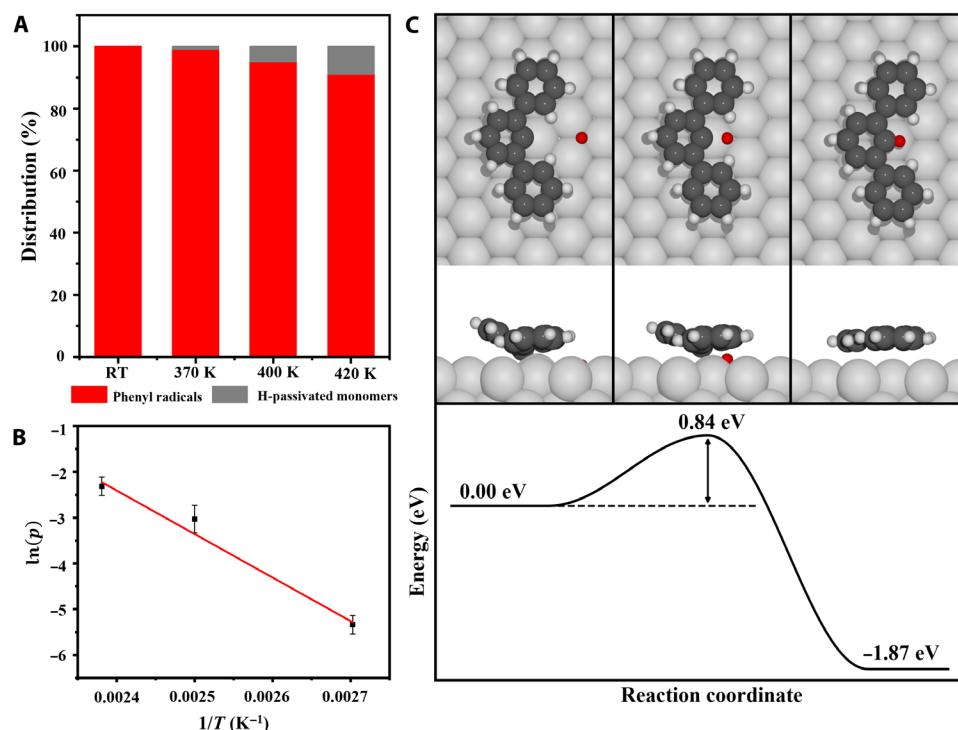 A
Distribution (%)
100
80
60
40
20
0
RT
370 K
400 K
420 K
Phenyl radicals
H-passivated monomers
B
ln(p)
−1
−2
−3
−4
−5
−6
0.0024
0.0025
0.0026
0.0027
1/T (K⁻¹)
C
Energy (eV)
0.00 eV
0.84 eV
−1.87 eV
Reaction coordinate